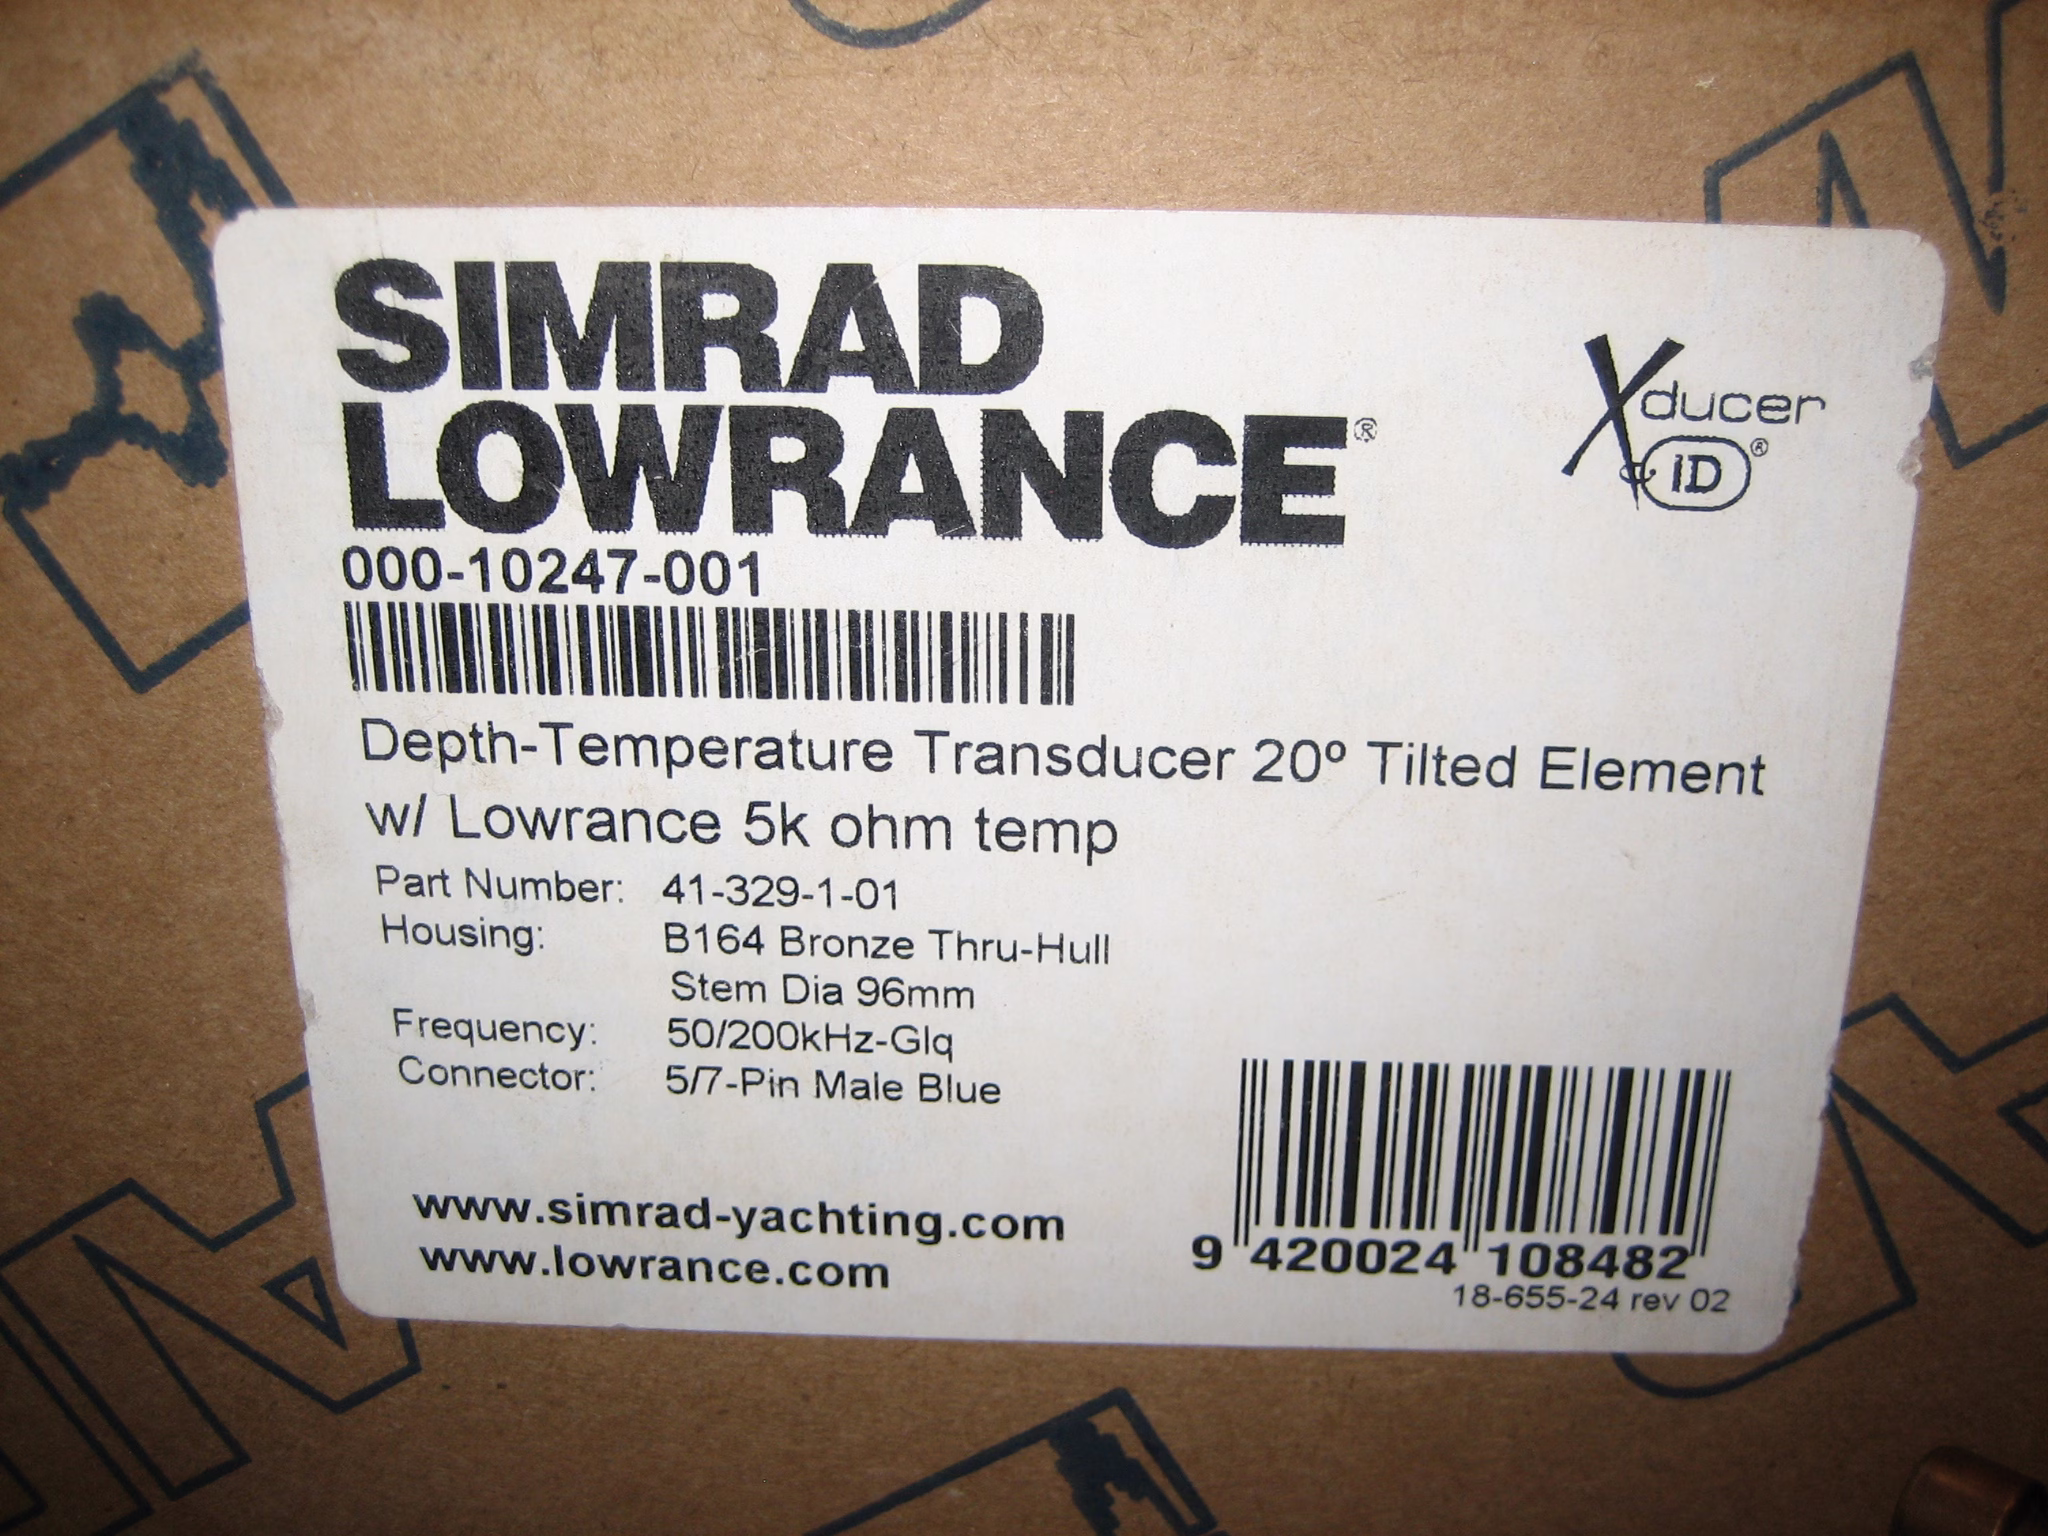 SIMRAD
LOWRANCE®
Xducer
ID®
000-10247-001
Depth-Temperature Transducer 20º Tilted Element
w/ Lowrance 5k ohm temp
Part Number: 41-329-1-01
Housing: B164 Bronze Thru-Hull
Stem Dia 96mm
Frequency: 50/200kHz-Glq
Connector: 5/7-Pin Male Blue
www.simrad-yachting.com
www.lowrance.com
9 420024 108482
18-655-24 rev 02